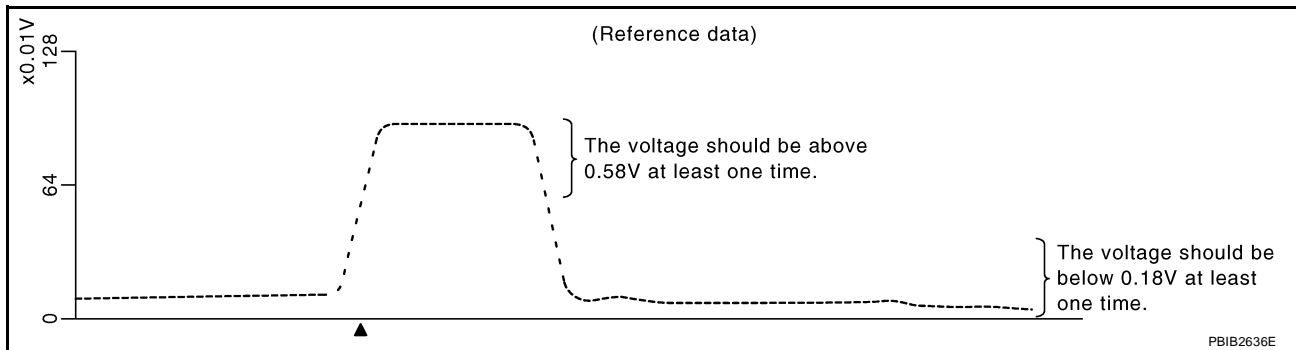 (Reference data)
x0.01V
128
64
0
The voltage should be above
0.58V at least one time.
The voltage should be
below 0.18V at least
one time.
PBIB2636E